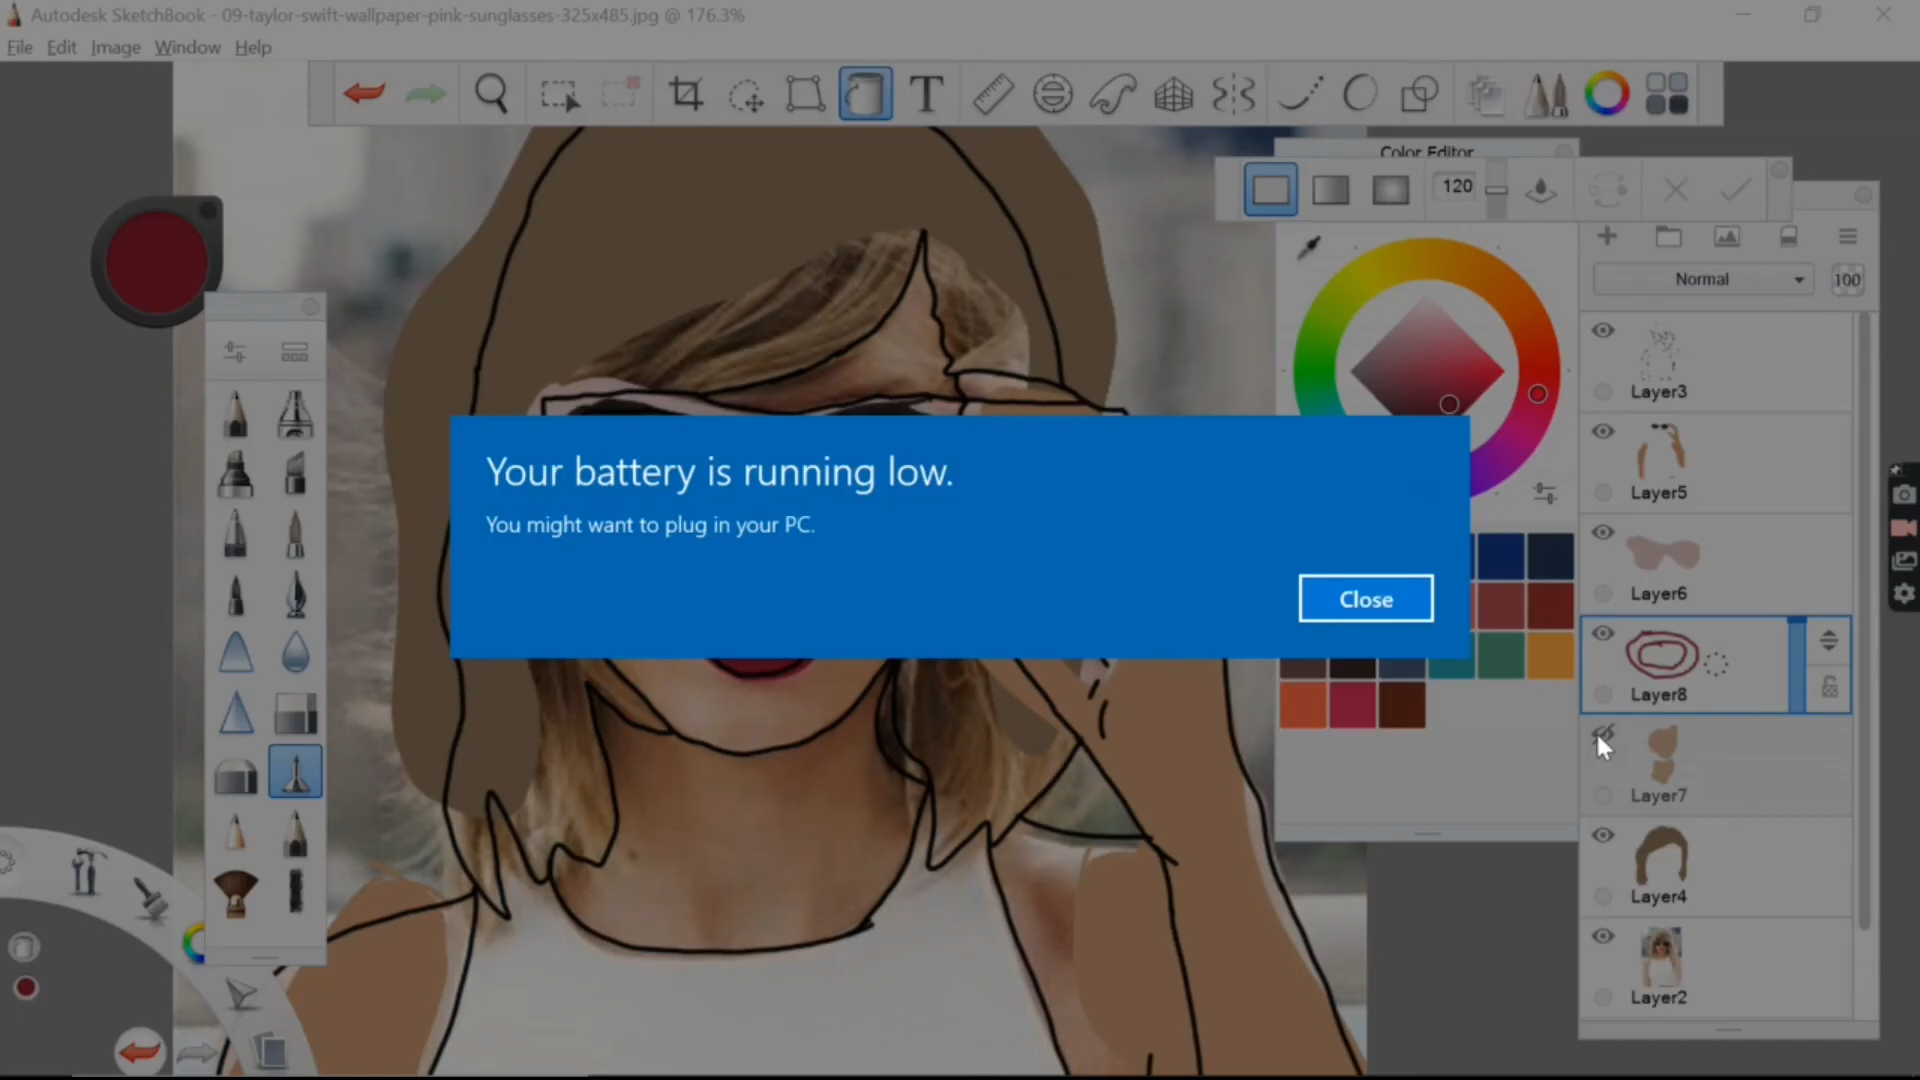 Autodesk SketchBook - 09-taylor-swift-wallpaper-pink-sunglasses-325x485.jpg @ 176.3%
File Edit Image Window Help
T
Color Editor
120
Normal
100
Layer3
Layer5
Your battery is running low.
You might want to plug in your PC.
Close
Layer6
Layer8
Layer7
Layer4
Layer2